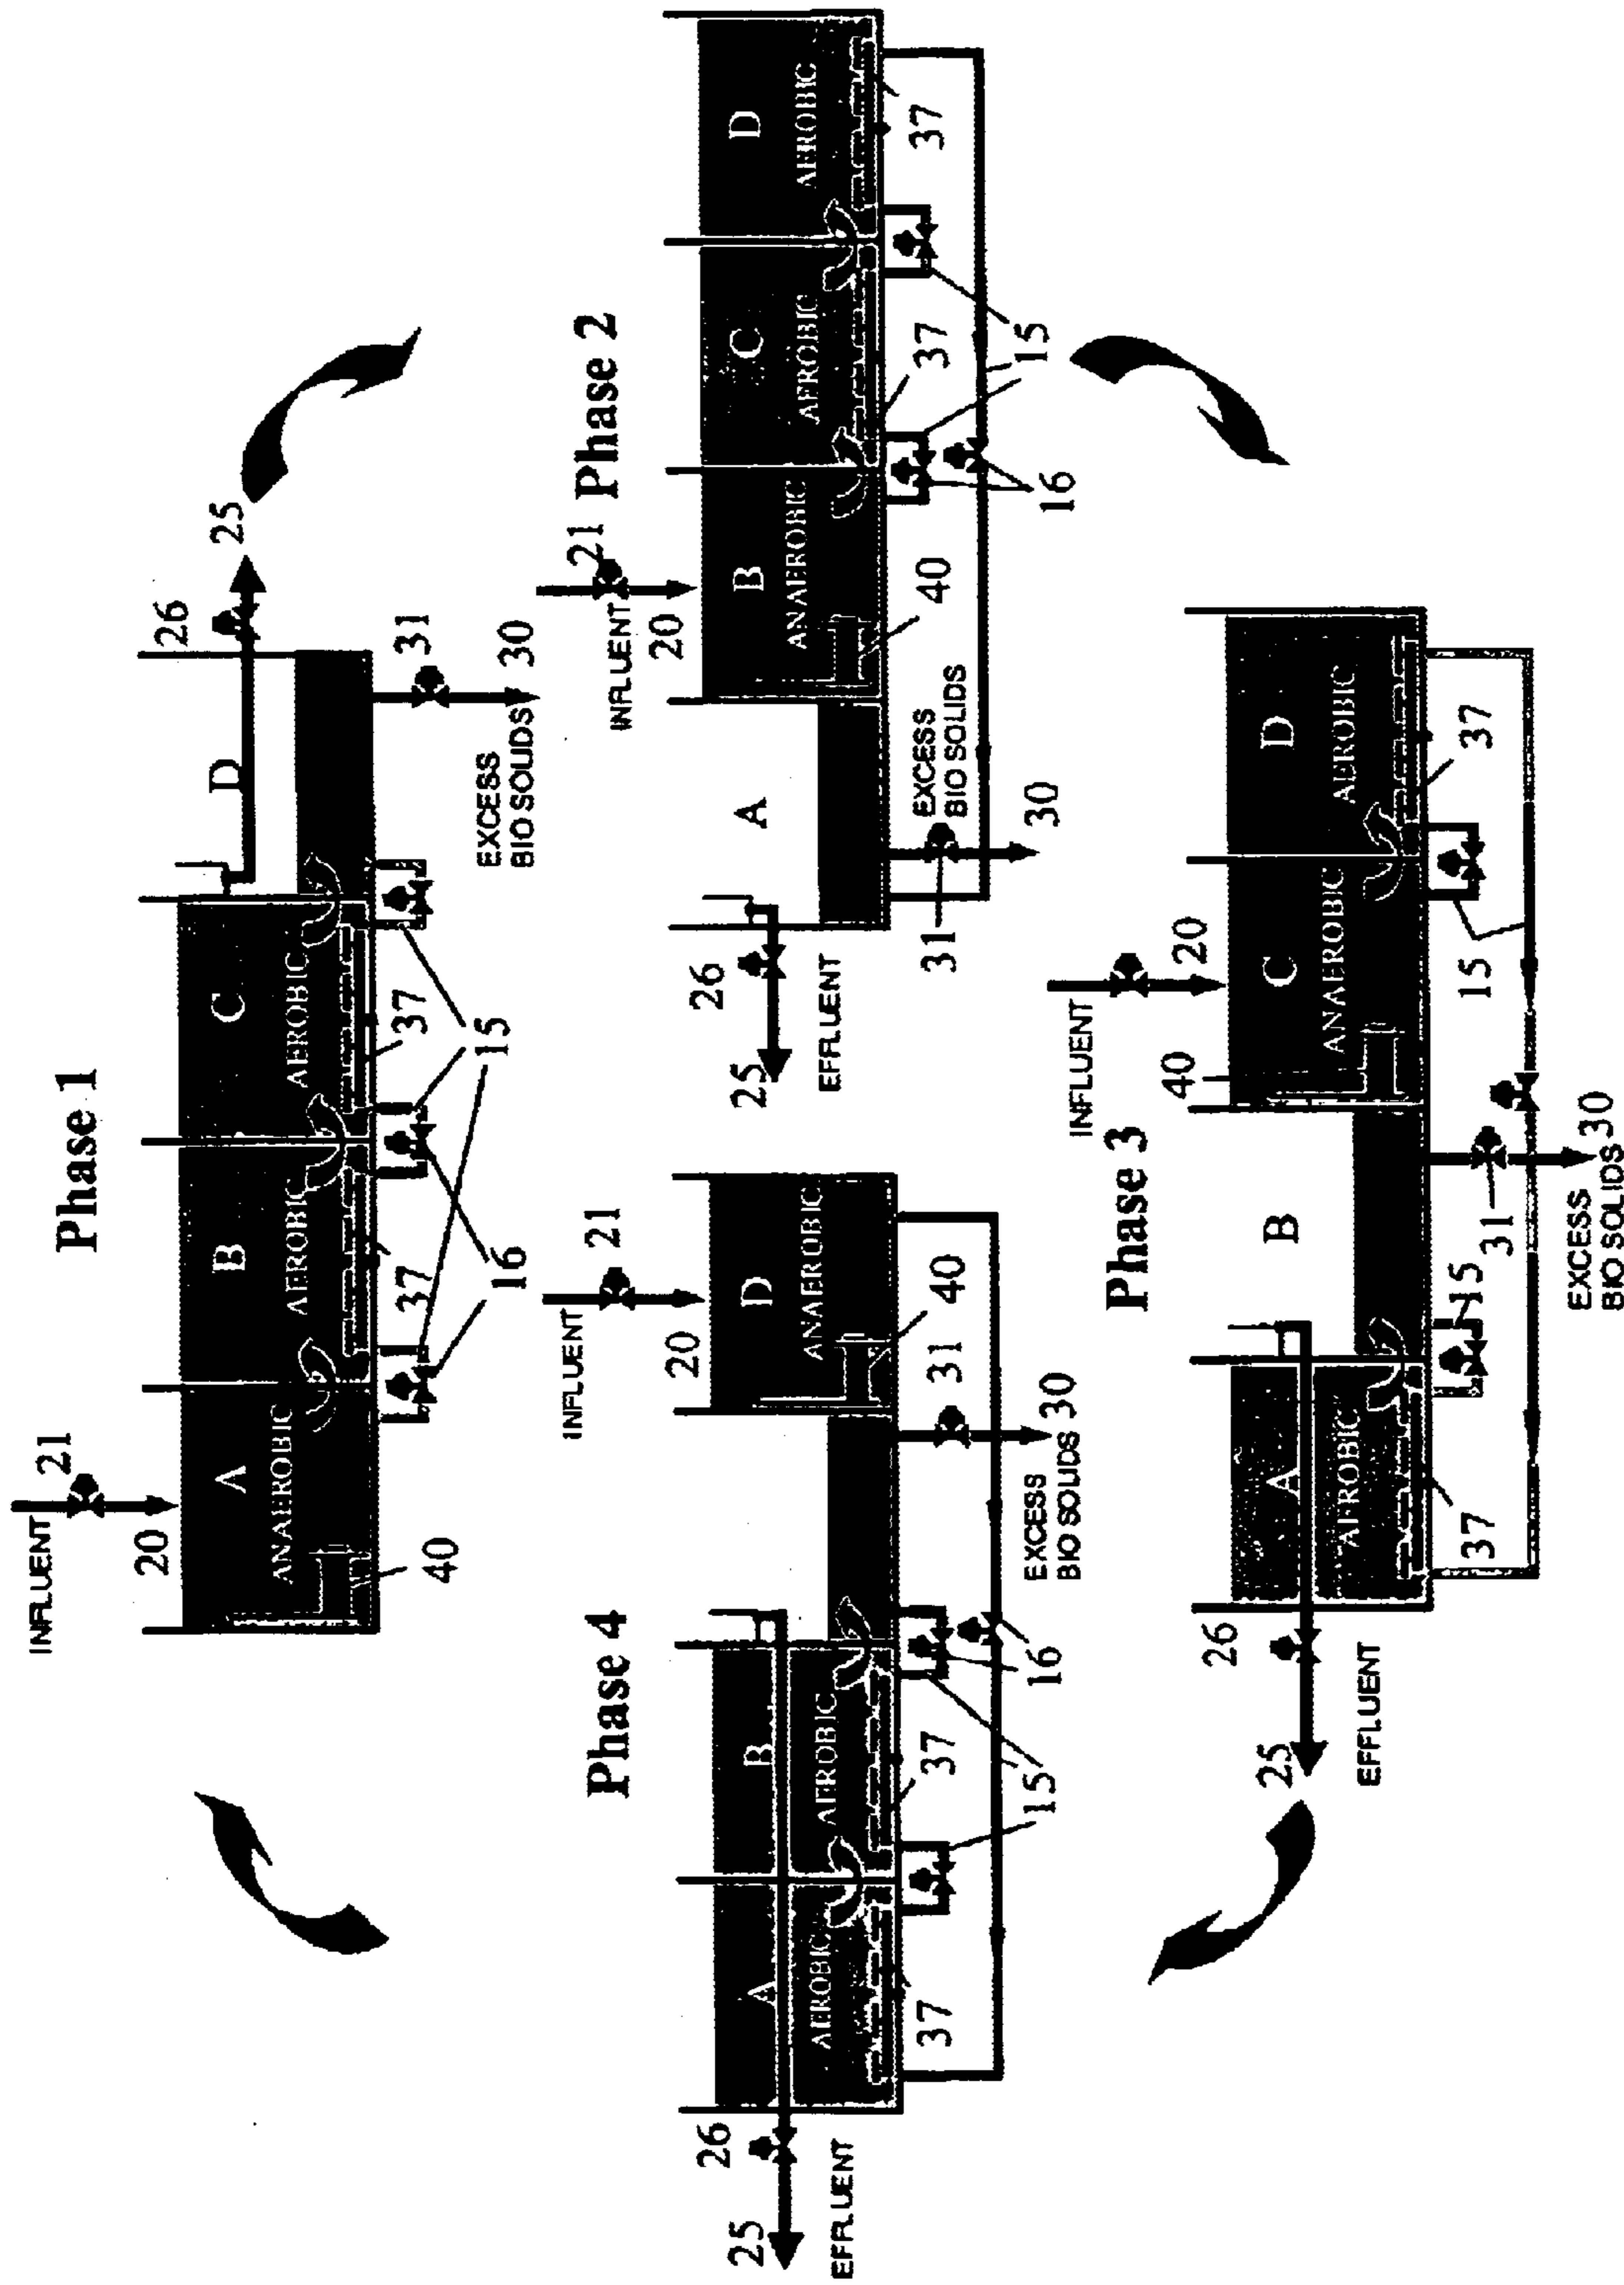 Phase 1
INFLUENT
21
20
A
ANAEROBIC
40
B
AEROBIC
37
C
AEROBIC
37
15
16
D
26
25
31
EXCESS
BIO SOLIDS
30
Phase 2
INFLUENT
21
20
A
B
ANAEROBIC
40
C
AEROBIC
37
D
AEROBIC
37
15
16
26
25
EFFLUENT
31
EXCESS
BIO SOLIDS
30
Phase 4
INFLUENT
21
20
A
AEROBIC
37
B
AEROBIC
37
D
ANAEROBIC
40
15
16
26
25
EFFLUENT
31
EXCESS
BIO SOLIDS
30
Phase 3
INFLUENT
20
40
A
AEROBIC
37
B
C
ANAEROBIC
D
AEROBIC
37
15
15
26
25
EFFLUENT
31
EXCESS
BIO SOLIDS
30